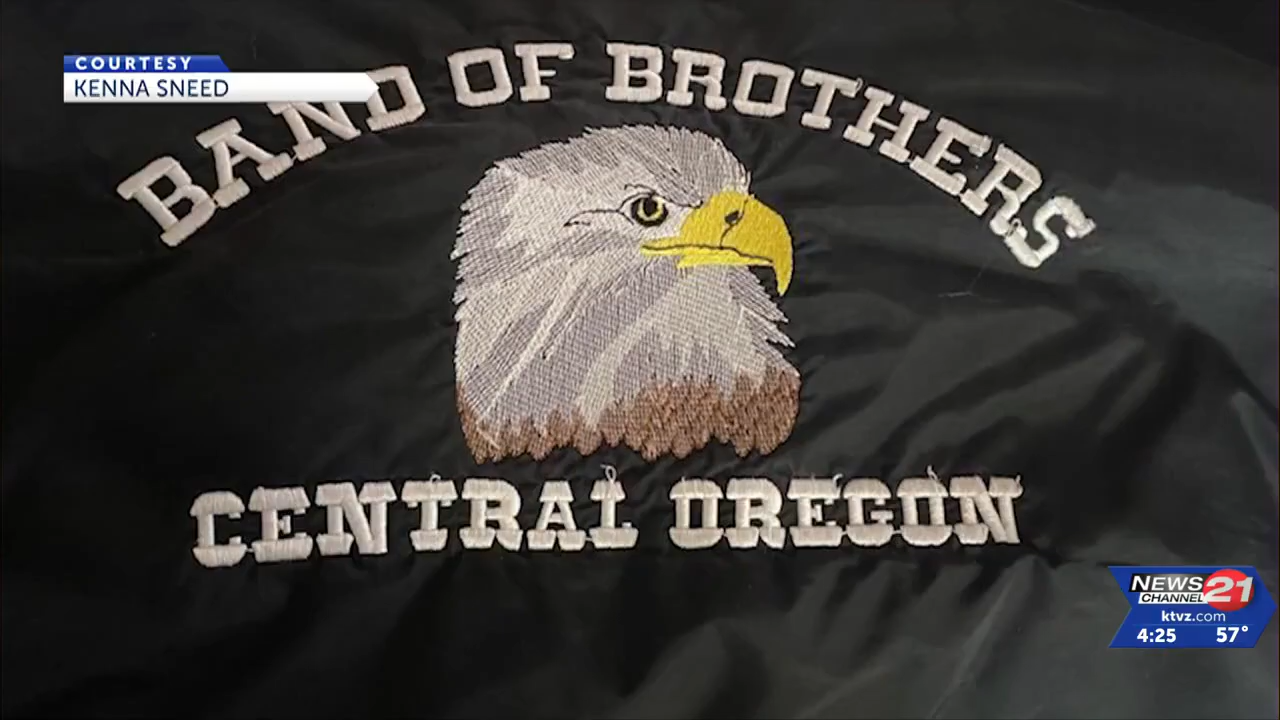 COURTESY
KENNA SNEED
BAND OF BROTHERS
CENTRAL OREGON
NEWS
CHANNEL 21
ktvz.com
4:25 57°